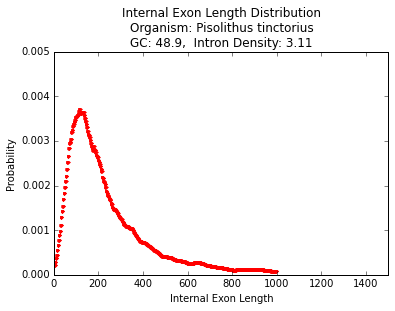 Internal Exon Length Distribution
Organism: Pisolithus tinctorius
GC: 48.9,  Intron Density: 3.11
0.005
0.004
0.003
0.002
0.001
0.000
Probability
0 200 400 600 800 1000 1200 1400
Internal Exon Length